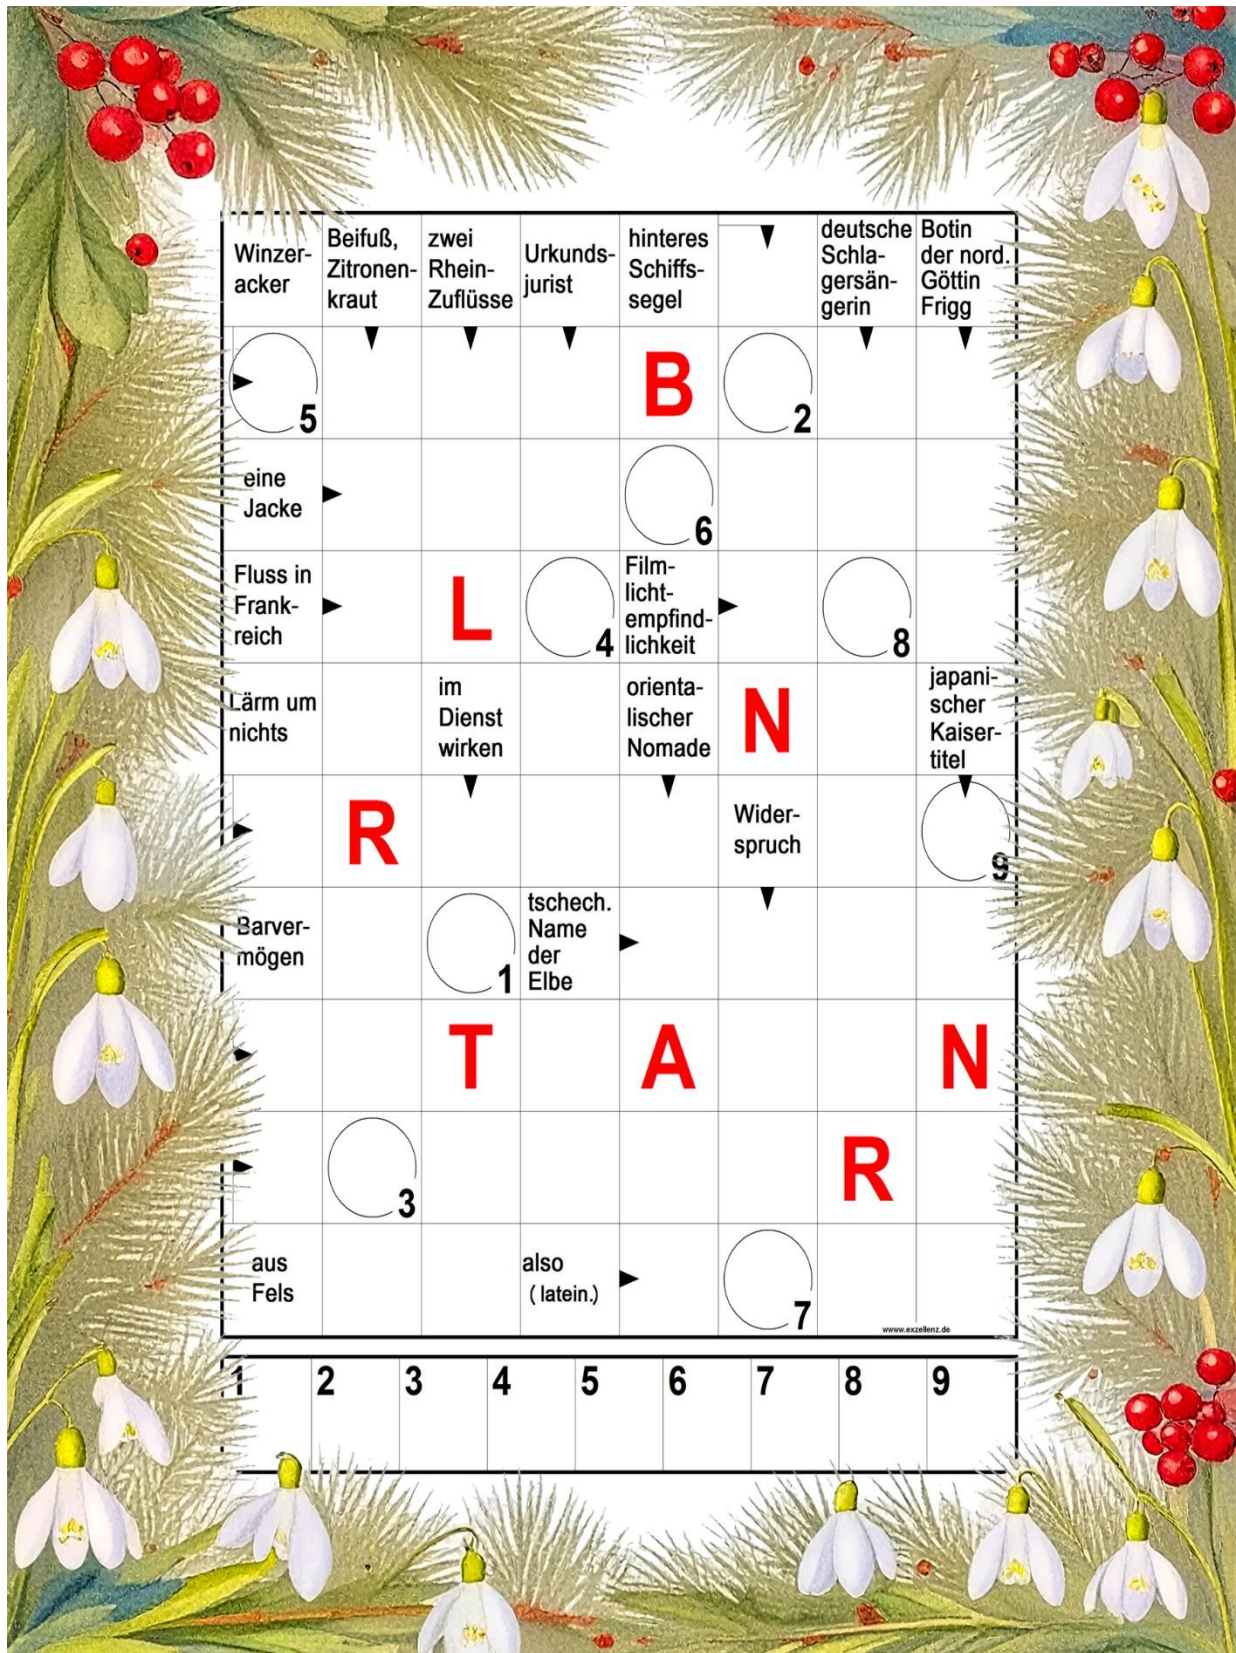 Winzer-
acker
Beifuß,
Zitronen-
kraut
zwei
Rhein-
Zuflüsse
Urkunds-
jurist
hinteres
Schiffs-
segel
deutsche
Schla-
gersän-
gerin
Botin
der nord.
Göttin
Frigg
5
B
2
eine
Jacke
6
Fluss in
Frank-
reich
L
4
Film-
licht-
empfind-
lichkeit
8
Lärm um
nichts
im
Dienst
wirken
orienta-
lischer
Nomade
N
japani-
scher
Kaiser-
titel
R
Wider-
spruch
9
Barver-
mögen
1
tschech.
Name
der
Elbe
T
A
N
3
R
aus
Fels
also
( latein.)
7
www.exzellenz.de
1 2 3 4 5 6 7 8 9